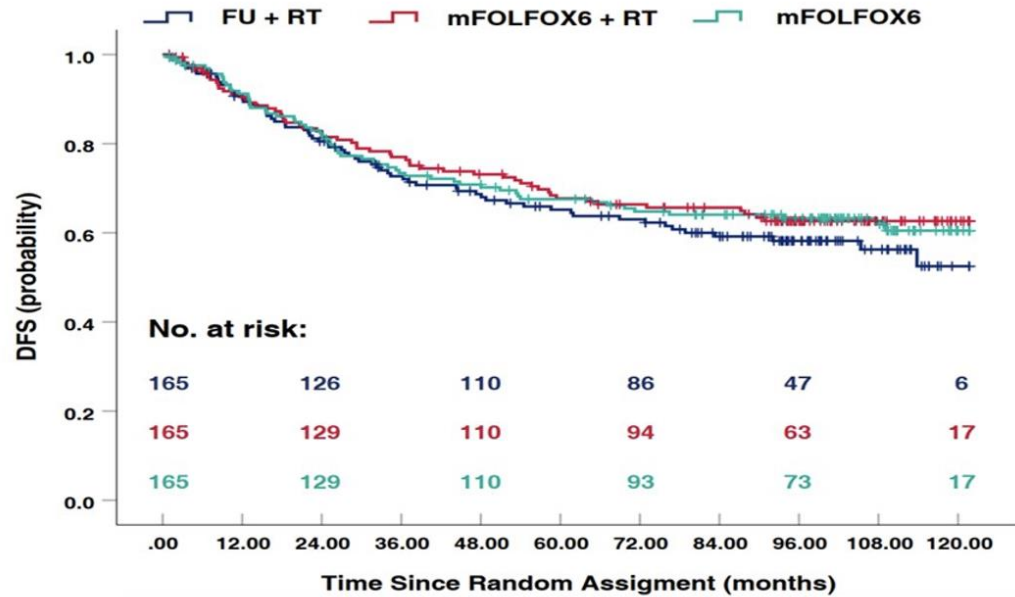 FU + RT mFOLFOX6 + RT mFOLFOX6
1.0
0.8
0.6
0.4
0.2
0.0
DFS (probability)
No. at risk:
165 126 110 86 47 6
165 129 110 94 63 17
165 129 110 93 73 17
.00 12.00 24.00 36.00 48.00 60.00 72.00 84.00 96.00 108.00 120.00
Time Since Random Assigment (months)